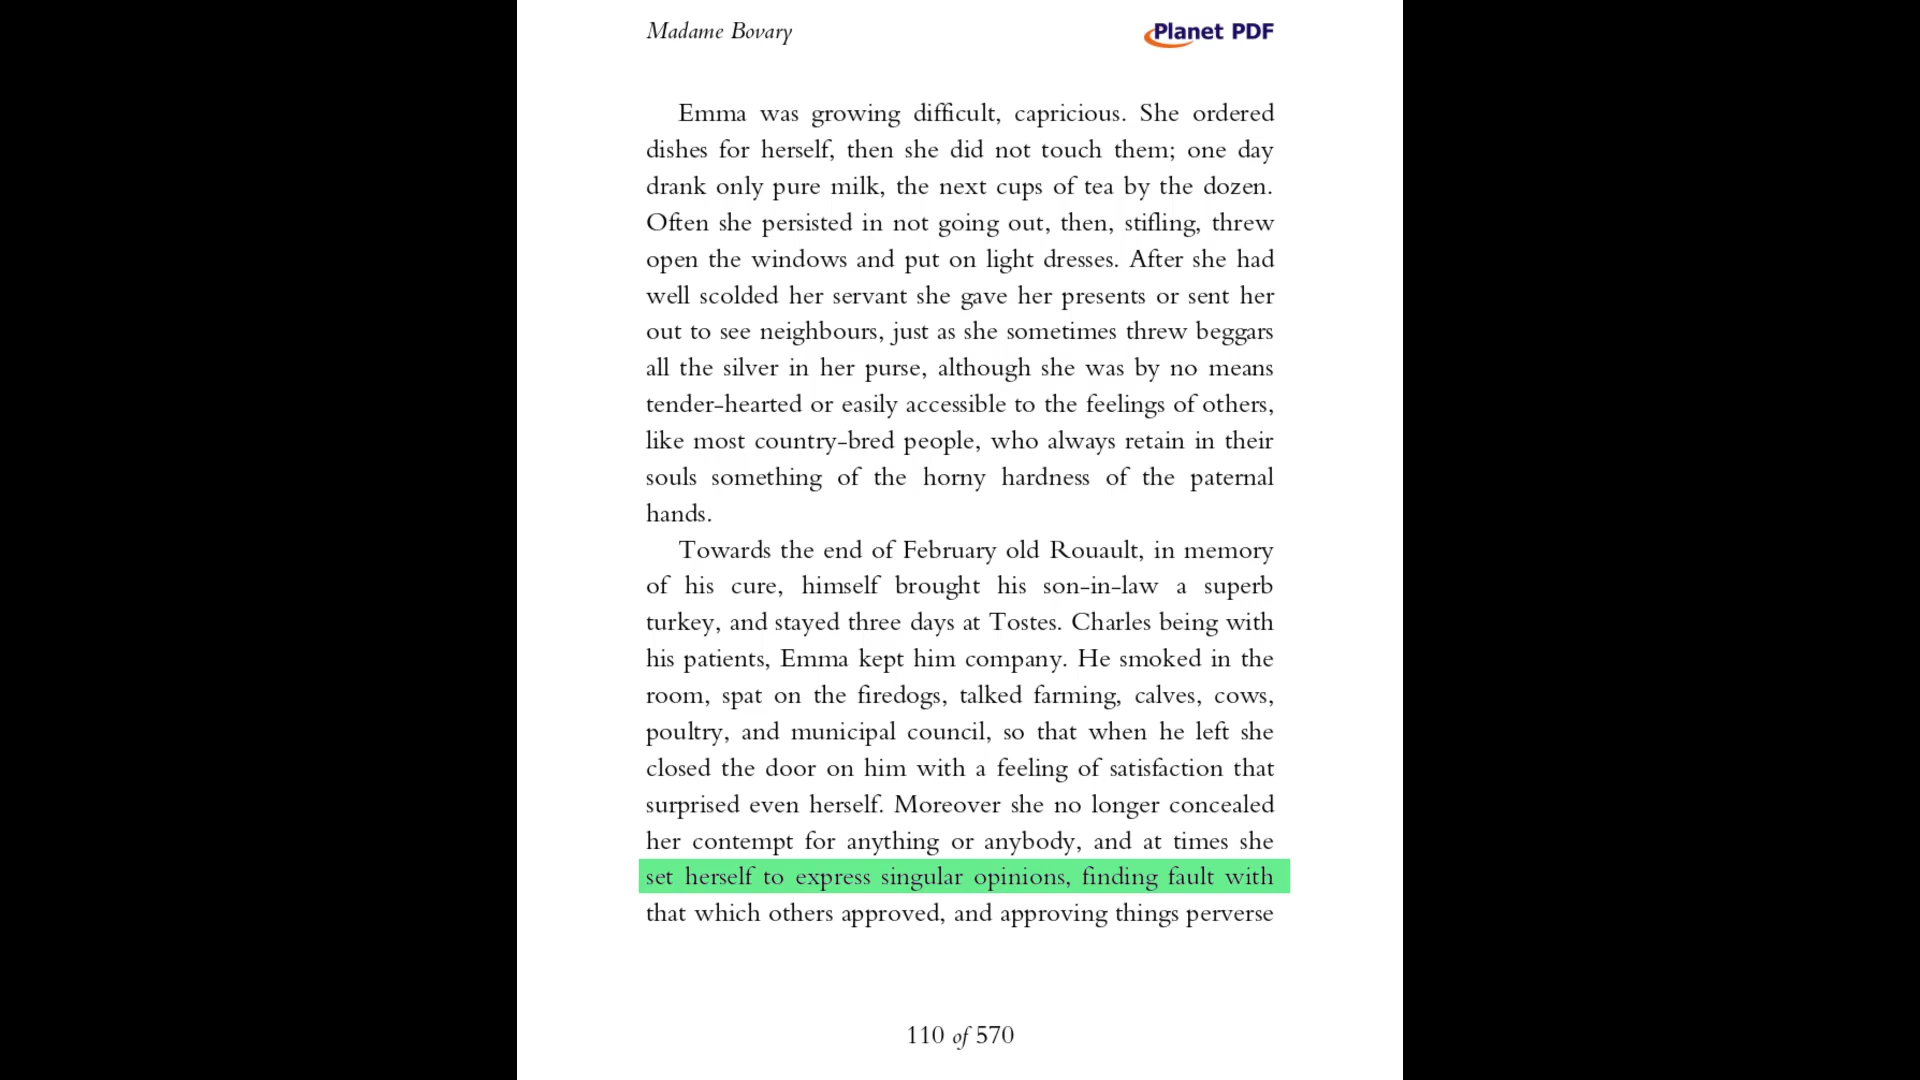 Madame Bovary
Planet PDF
Emma was growing difficult, capricious. She ordered
dishes for herself, then she did not touch them; one day
drank only pure milk, the next cups of tea by the dozen.
Often she persisted in not going out, then, stifling, threw
open the windows and put on light dresses. After she had
well scolded her servant she gave her presents or sent her
out to see neighbours, just as she sometimes threw beggars
all the silver in her purse, although she was by no means
tender-hearted or easily accessible to the feelings of others,
like most country-bred people, who always retain in their
souls something of the horny hardness of the paternal
hands.
Towards the end of February old Rouault, in memory
of his cure, himself brought his son-in-law a superb
turkey, and stayed three days at Tostes. Charles being with
his patients, Emma kept him company. He smoked in the
room, spat on the firedogs, talked farming, calves, cows,
poultry, and municipal council, so that when he left she
closed the door on him with a feeling of satisfaction that
surprised even herself. Moreover she no longer concealed
her contempt for anything or anybody, and at times she
set herself to express singular opinions, finding fault with
that which others approved, and approving things perverse
110 of 570